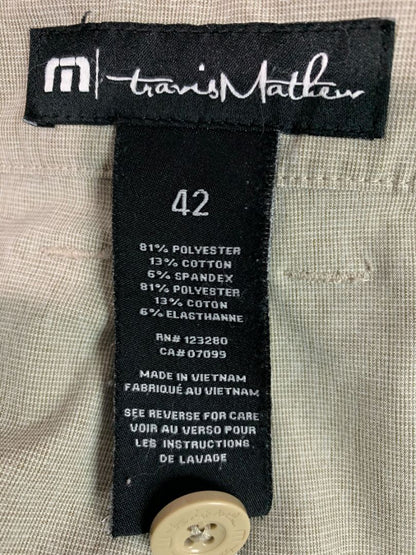 m travisMathew
42
81% POLYESTER
13% COTTON
6% SPANDEX
81% POLYESTER
13% COTON
6% ELASTHANNE
RN# 123280
CA# 07099
MADE IN VIETNAM
FABRIQUÉ AU VIETNAM
SEE REVERSE FOR CARE
VOIR AU VERSO POUR
LES INSTRUCTIONS
DE LAVAGE